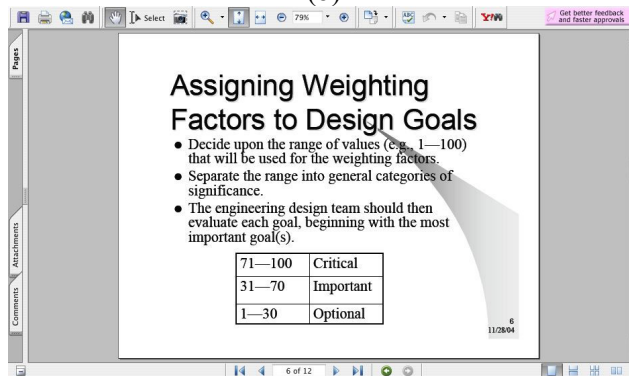 Select
79%
Y!
Get better feedback
and faster approvals
Pages
Attachments
Comments
Assigning Weighting
Factors to Design Goals
• Decide upon the range of values (e.g., 1—100)
that will be used for the weighting factors.
• Separate the range into general categories of
significance.
• The engineering design team should then
evaluate each goal, beginning with the most
important goal(s).
71—100 Critical
31—70 Important
1—30 Optional
6
11/28/04
6 of 12